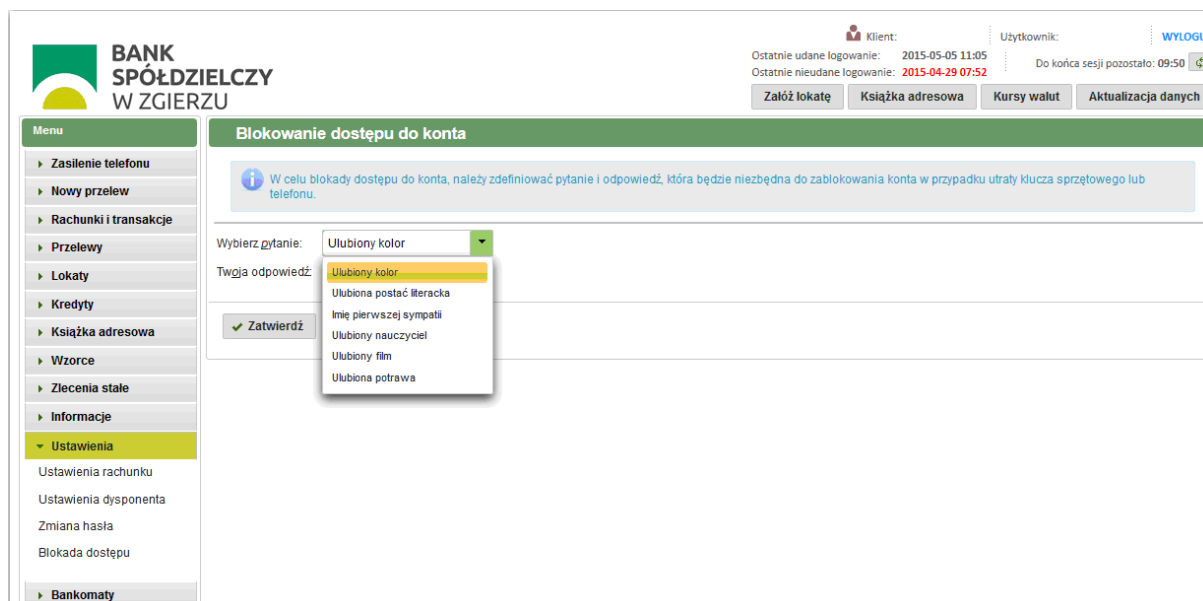 BANK
SPÓŁDZIELCZY
W ZGIERZU
Klient:
Użytkownik:
WYLOGU
Ostatnie udane logowanie: 2015-05-05 11:05
Ostatnie nieudane logowanie: 2015-04-29 07:52
Do końca sesji pozostało: 09:50
Załóż lokatę
Książka adresowa
Kursy walut
Aktualizacja danych
Menu
Zasilenie telefonu
Nowy przelew
Rachunki i transakcje
Przelewy
Lokaty
Kredyty
Książka adresowa
Wzorce
Zlecenia stałe
Informacje
Ustawienia
Ustawienia rachunku
Ustawienia dysponenta
Zmiana hasła
Blokada dostępu
Bankomaty
Blokowanie dostępu do konta
W celu blokady dostępu do konta, należy zdefiniować pytanie i odpowiedź, która będzie niezbędna do zablokowania konta w przypadku utraty klucza sprzętowego lub
telefonu.
Wybierz pytanie: Ulubiony kolor
Twoja odpowiedź:
Ulubiony kolor
Ulubiona postać literacka
Imię pierwszej sympatii
Ulubiony nauczyciel
Ulubiony film
Ulubiona potrawa
Zatwierdź